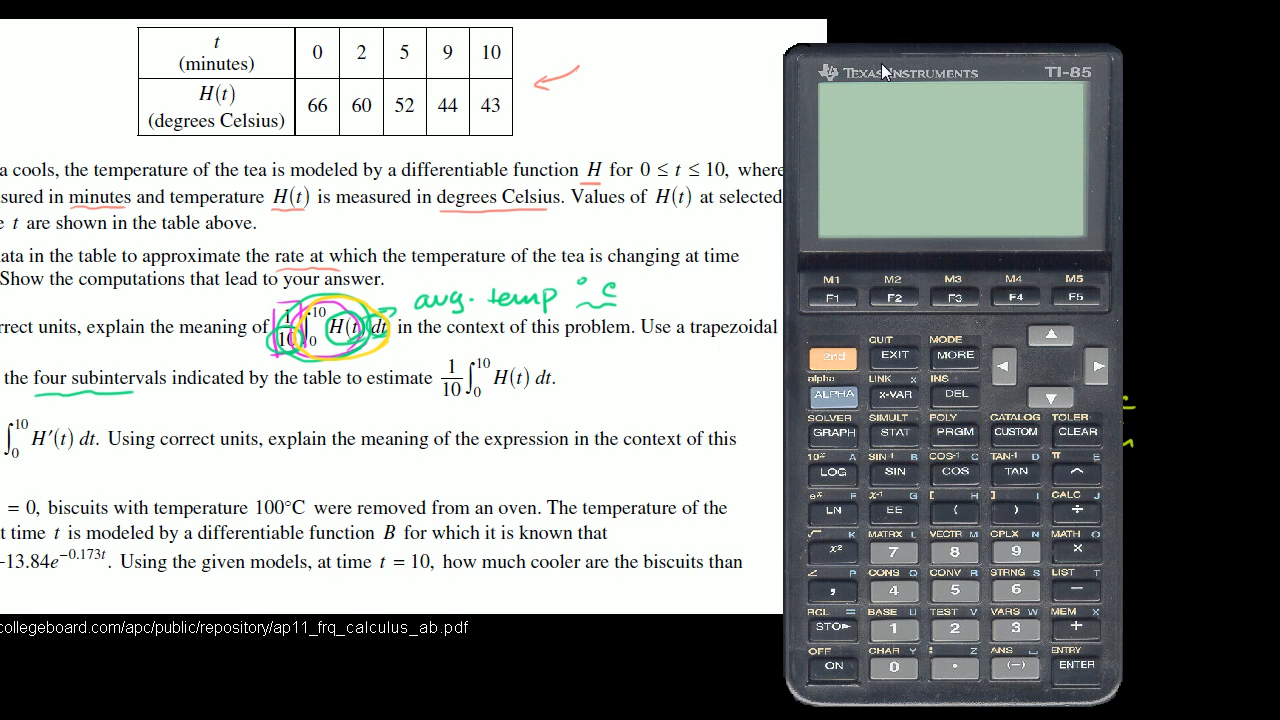 t (minutes) 0 2 5 9 10
H(t) (degrees Celsius) 66 60 52 44 43
a cools, the temperature of the tea is modeled by a differentiable function H for 0 ≤ t ≤ 10, where
sured in minutes and temperature H(t) is measured in degrees Celsius. Values of H(t) at selected
e t are shown in the table above.
lata in the table to approximate the rate at which the temperature of the tea is changing at time
Show the computations that lead to your answer.
avg. temp °C
rrect units, explain the meaning of 1/10 ∫₀¹⁰ H(t) dt in the context of this problem. Use a trapezoidal
the four subintervals indicated by the table to estimate 1/10 ∫₀¹⁰ H(t) dt.
∫₀¹⁰ H′(t) dt. Using correct units, explain the meaning of the expression in the context of this
= 0, biscuits with temperature 100°C were removed from an oven. The temperature of the
t time t is modeled by a differentiable function B for which it is known that
–13.84e^–0.173t. Using the given models, at time t = 10, how much cooler are the biscuits than
collegeboard.com/apc/public/repository/ap11_frq_calculus_ab.pdf
TEXAS INSTRUMENTS TI-85
M1 M2 M3 M4 M5
F1 F2 F3 F4 F5
QUIT MODE
2nd EXIT MORE
alpha LINK x INS
ALPHA x-VAR DEL
SOLVER SIMULT POLY CATALOG TOLER
GRAPH STAT PRGM CUSTOM CLEAR
10ˣ A SIN⁻¹ B COS⁻¹ C TAN⁻¹ D π E
LOG SIN COS TAN ^
eˣ F x⁻¹ G [ H ] I CALC J
LN EE ( ) ÷
√ K MATRX L VECTR M CPLX N MATH O
x² 7 8 9 ×
∠ P CONS Q CONV R STRNG S LIST T
, 4 5 6 −
RCL = BASE U TEST V VARS W MEM X
STO▸ 1 2 3 +
OFF CHAR Y : Z ANS ␣ ENTRY
ON 0 . (−) ENTER